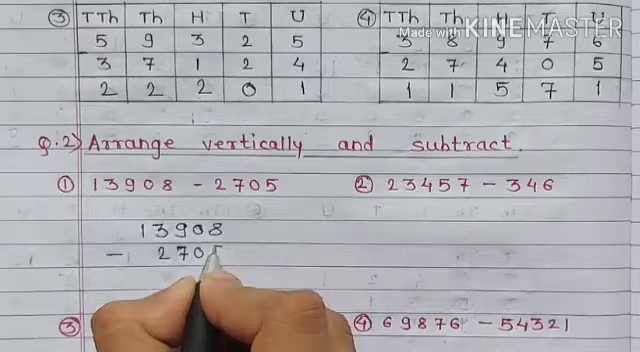 ③ TTh Th H T U
5 9 3 2 5
- 3 7 1 2 4
2 2 2 0 1
④ TTh Th H T U
3 8 9 7 6
- 2 7 4 0 5
1 1 5 7 1
Made with KINEMASTER
Q.2) Arrange vertically and subtract.
① 13908 - 2705
② 23457 - 346
13908
- 2705
③
④ 69876 - 54321